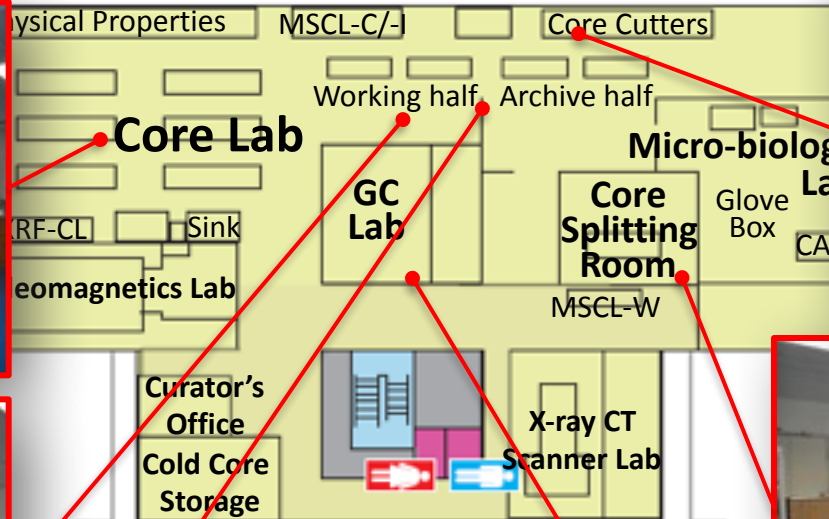 ysical Properties
MSCL-C/-I
Core Cutters
Working half
Archive half
Core Lab
Micro-biolog
La
GC
Lab
Core
Splitting
Room
Glove
Box
CA
XRF-CL
Sink
eomagnetics Lab
MSCL-W
Curator's
Office
Cold Core
Storage
X-ray CT
Scanner Lab